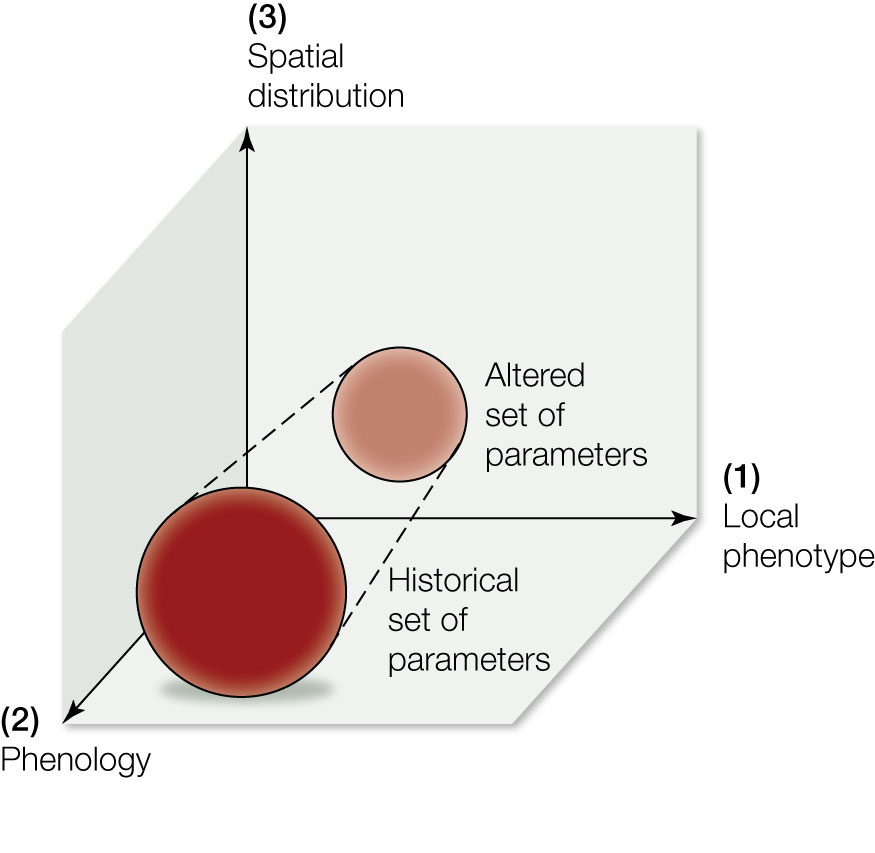 (3)
Spatial
distribution
Altered
set of
parameters
(1)
Local
phenotype
Historical
set of
parameters
(2)
Phenology